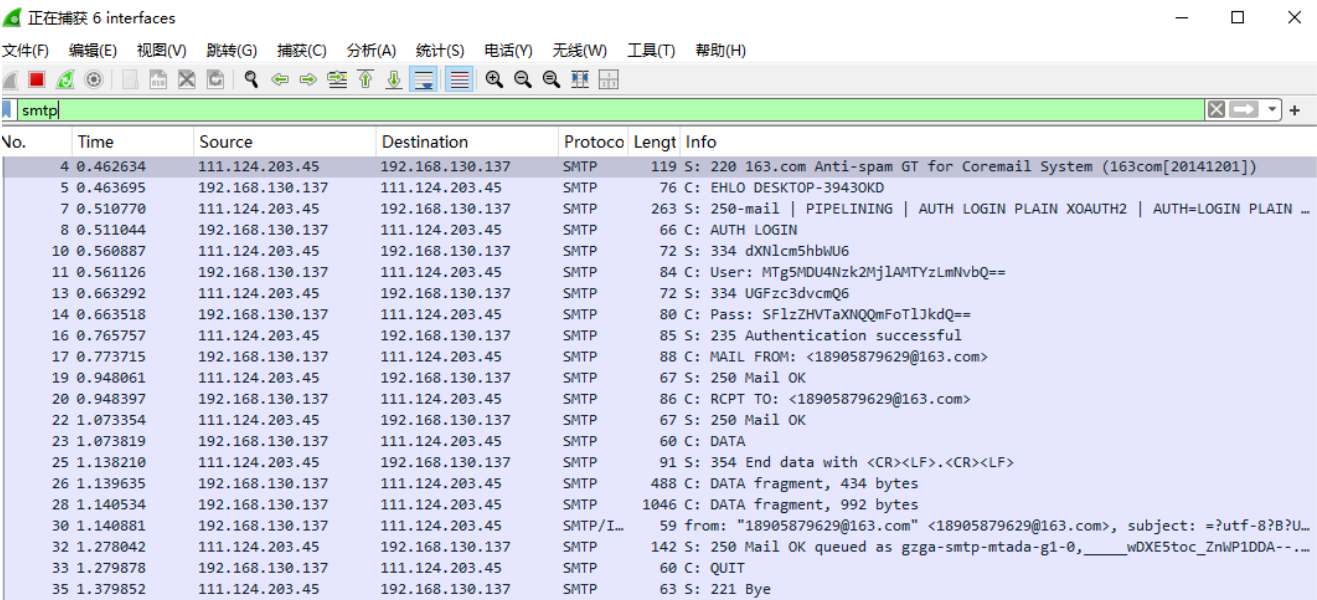 正在捕获 6 interfaces
文件(F) 编辑(E) 视图(V) 跳转(G) 捕获(C) 分析(A) 统计(S) 电话(Y) 无线(W) 工具(T) 帮助(H)
smtp
No. Time Source Destination Protoco Lengt Info
4 0.462634 111.124.203.45 192.168.130.137 SMTP 119 S: 220 163.com Anti-spam GT for Coremail System (163com[20141201])
5 0.463695 192.168.130.137 111.124.203.45 SMTP 76 C: EHLO DESKTOP-3943OKD
7 0.510770 111.124.203.45 192.168.130.137 SMTP 263 S: 250-mail | PIPELINING | AUTH LOGIN PLAIN XOAUTH2 | AUTH=LOGIN PLAIN …
8 0.511044 192.168.130.137 111.124.203.45 SMTP 66 C: AUTH LOGIN
10 0.560887 111.124.203.45 192.168.130.137 SMTP 72 S: 334 dXNlcm5hbWU6
11 0.561126 192.168.130.137 111.124.203.45 SMTP 84 C: User: MTg5MDU4Nzk2MjlAMTYzLmNvbQ==
13 0.663292 111.124.203.45 192.168.130.137 SMTP 72 S: 334 UGFzc3dvcmQ6
14 0.663518 192.168.130.137 111.124.203.45 SMTP 80 C: Pass: SFlzZHVTaXNQQmFoTlJkdQ==
16 0.765757 111.124.203.45 192.168.130.137 SMTP 85 S: 235 Authentication successful
17 0.773715 192.168.130.137 111.124.203.45 SMTP 88 C: MAIL FROM: <18905879629@163.com>
19 0.948061 111.124.203.45 192.168.130.137 SMTP 67 S: 250 Mail OK
20 0.948397 192.168.130.137 111.124.203.45 SMTP 86 C: RCPT TO: <18905879629@163.com>
22 1.073354 111.124.203.45 192.168.130.137 SMTP 67 S: 250 Mail OK
23 1.073819 192.168.130.137 111.124.203.45 SMTP 60 C: DATA
25 1.138210 111.124.203.45 192.168.130.137 SMTP 91 S: 354 End data with <CR><LF>.<CR><LF>
26 1.139635 192.168.130.137 111.124.203.45 SMTP 488 C: DATA fragment, 434 bytes
28 1.140534 192.168.130.137 111.124.203.45 SMTP 1046 C: DATA fragment, 992 bytes
30 1.140881 192.168.130.137 111.124.203.45 SMTP/I… 59 from: "18905879629@163.com" <18905879629@163.com>, subject: =?utf-8?B?U…
32 1.278042 111.124.203.45 192.168.130.137 SMTP 142 S: 250 Mail OK queued as gzga-smtp-mtada-g1-0,_____wDXE5toc_ZnWP1DDA--.…
33 1.279878 192.168.130.137 111.124.203.45 SMTP 60 C: QUIT
35 1.379852 111.124.203.45 192.168.130.137 SMTP 63 S: 221 Bye